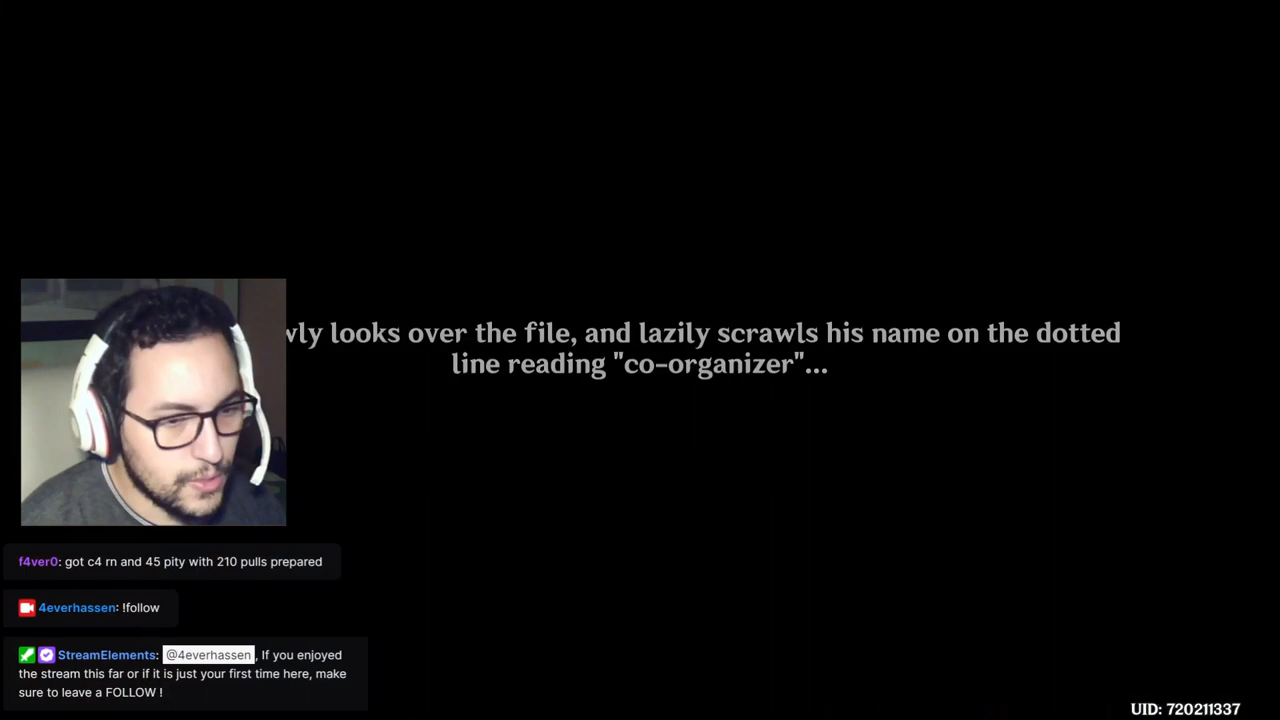 looks over the file, and lazily scrawls his name on the dotted
line reading "co-organizer"...
f4ver0: got c4 rn and 45 pity with 210 pulls prepared
4everhassen: !follow
StreamElements: @4everhassen, If you enjoyed
the stream this far or if it is just your first time here, make
sure to leave a FOLLOW !
UID: 720211337